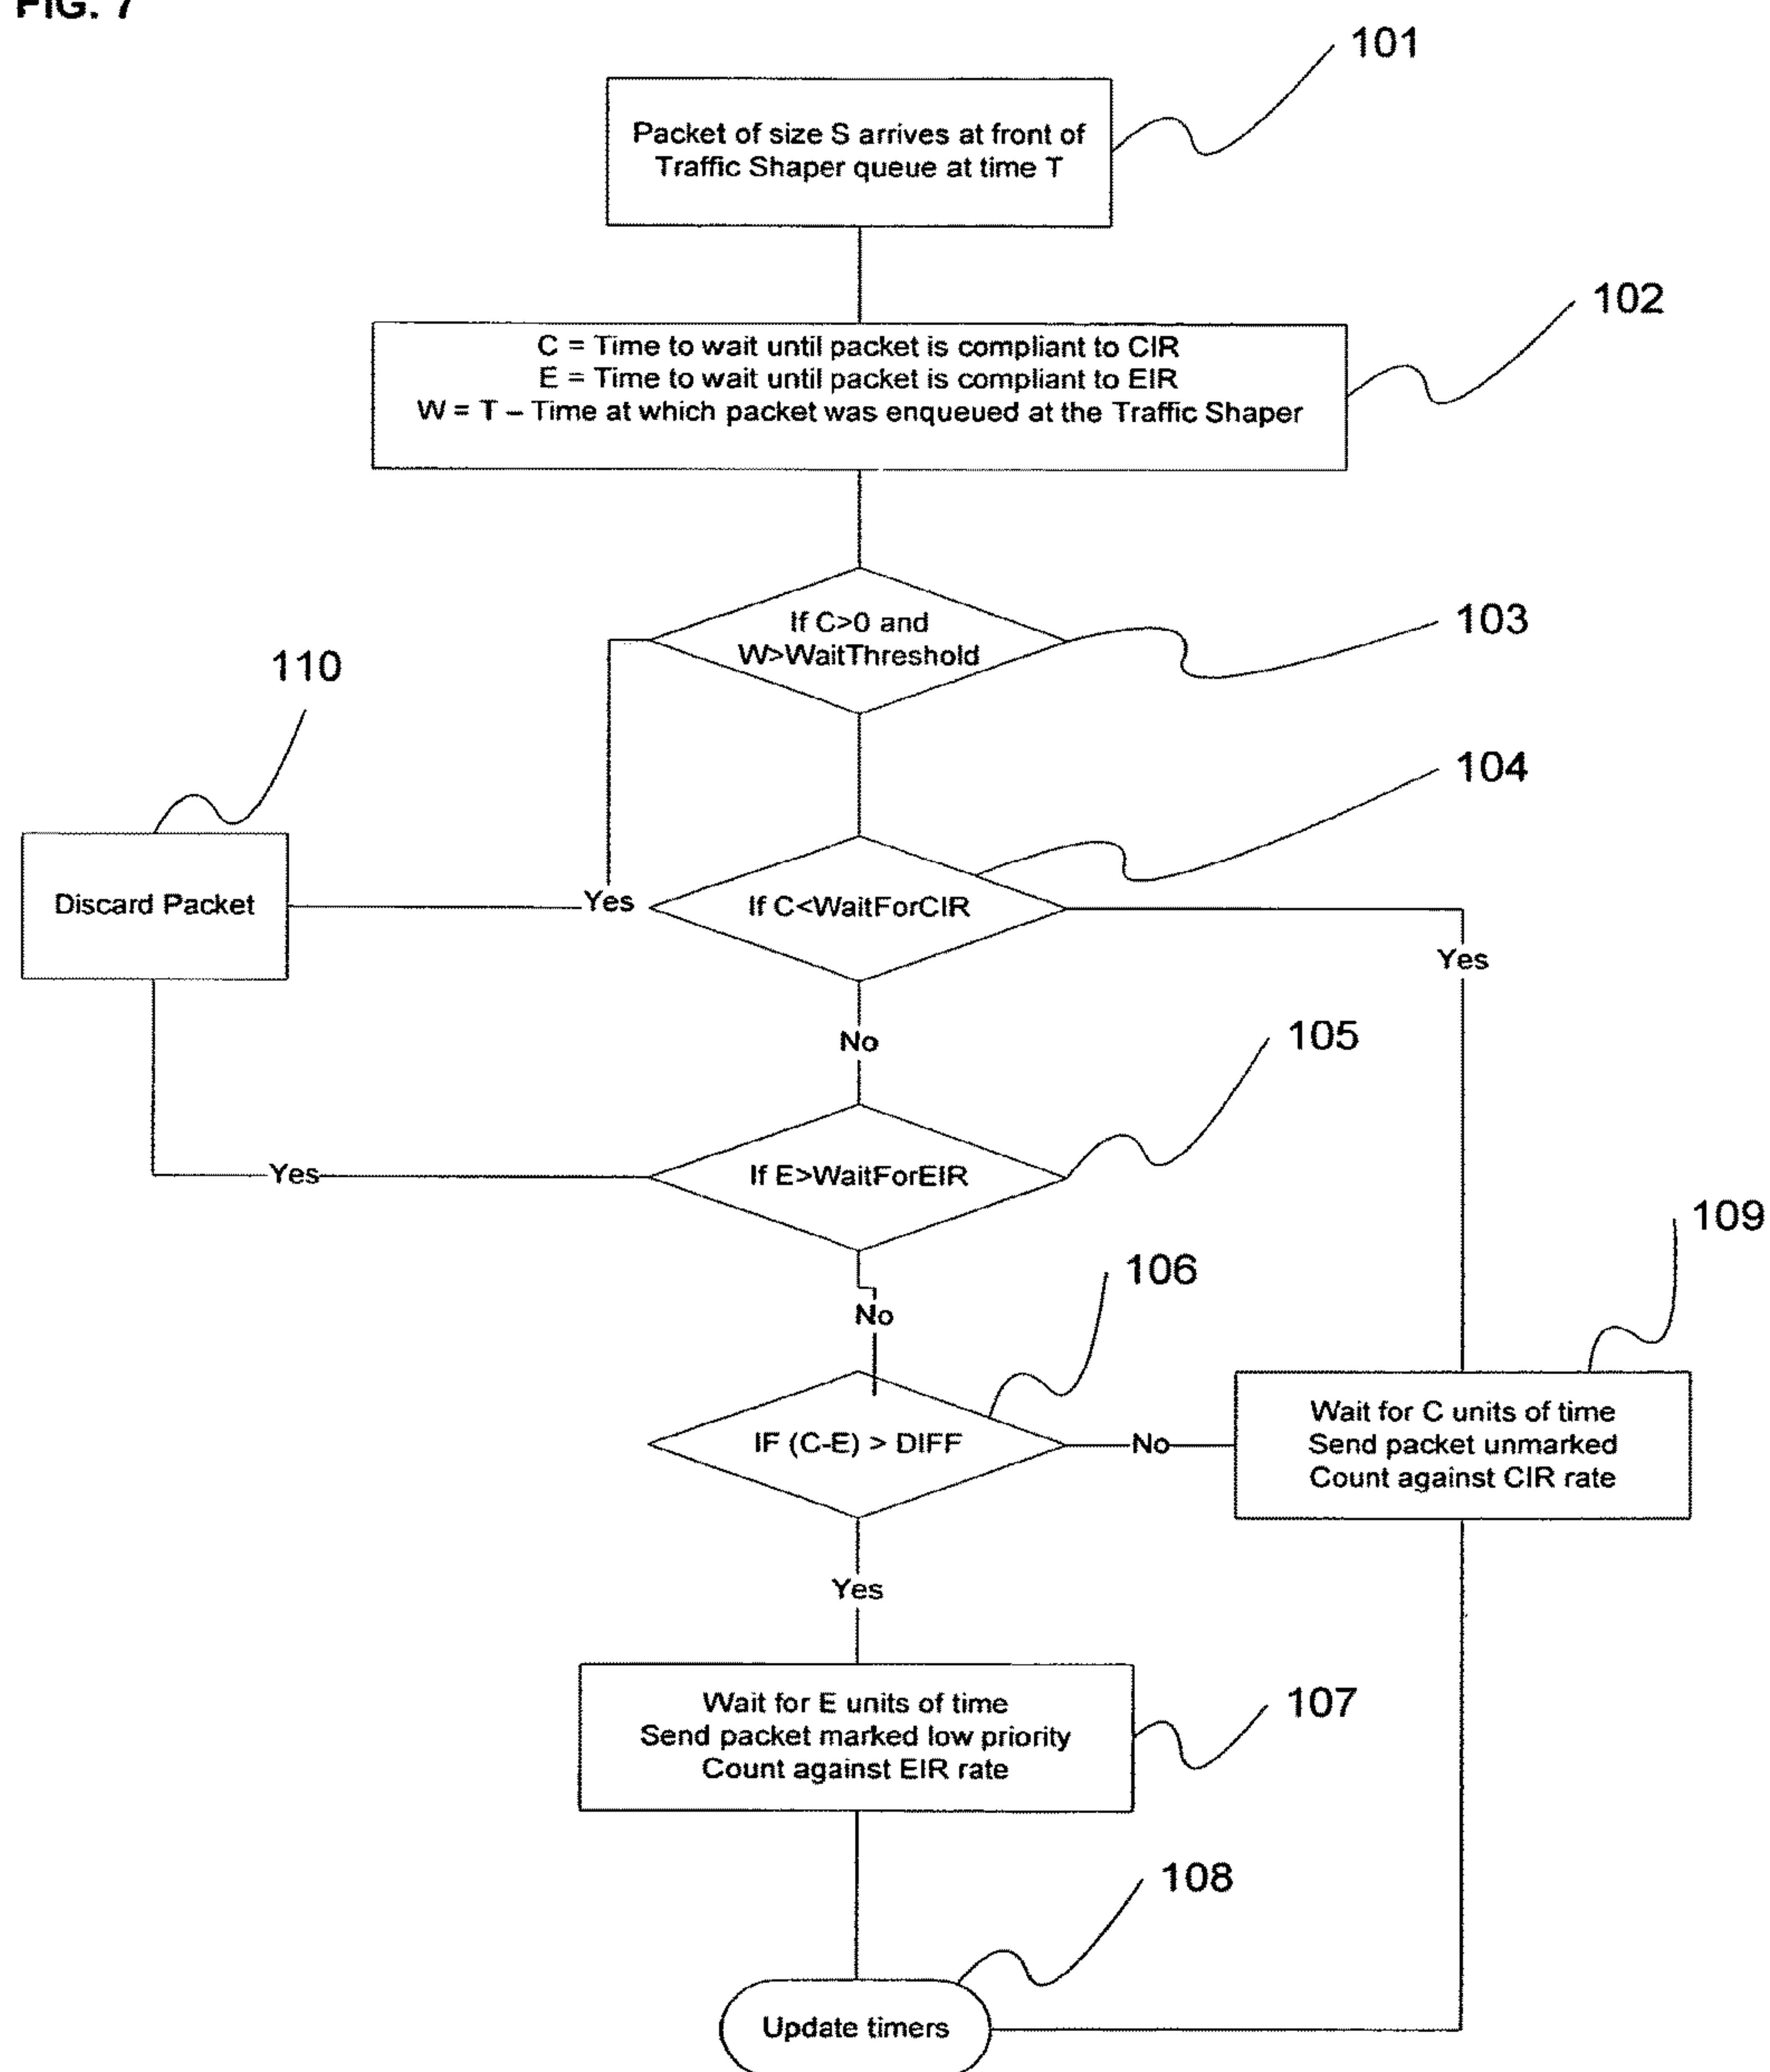 FIG. 7
101
Packet of size S arrives at front of
Traffic Shaper queue at time T
102
C = Time to wait until packet is compliant to CIR
E = Time to wait until packet is compliant to EIR
W = T – Time at which packet was enqueued at the Traffic Shaper
103
If C>0 and
W>WaitThreshold
110
104
Discard Packet
Yes
If C<WaitForCIR
Yes
No
105
Yes
If E>WaitForEIR
109
106
No
IF (C-E) > DIFF
No
Wait for C units of time
Send packet unmarked
Count against CIR rate
Yes
107
Wait for E units of time
Send packet marked low priority
Count against EIR rate
108
Update timers